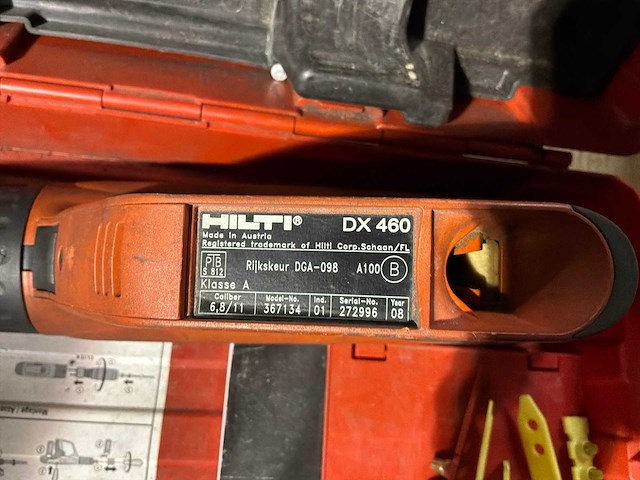 HILTI® DX 460
Made in Austria
Registered trademark of Hilti Corp.Schaan/FL
PTB
S 812
Rijkskeur DGA-098 A100 B
Klasse A
Caliber Model-No. Ind. Serial-No. Year
6,8/11 367134 01 272996 08